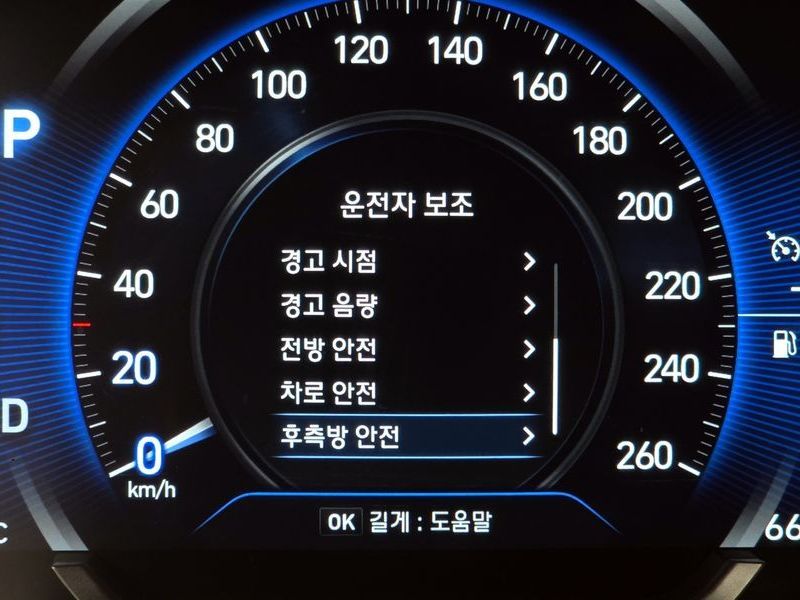 P
120
140
100
160
80
180
운전자 보조
60
200
경고 시점
40
220
경고 음량
전방 안전
20
240
차로 안전
D
후측방 안전
0
260
km/h
OK 길게 : 도움말
C
66